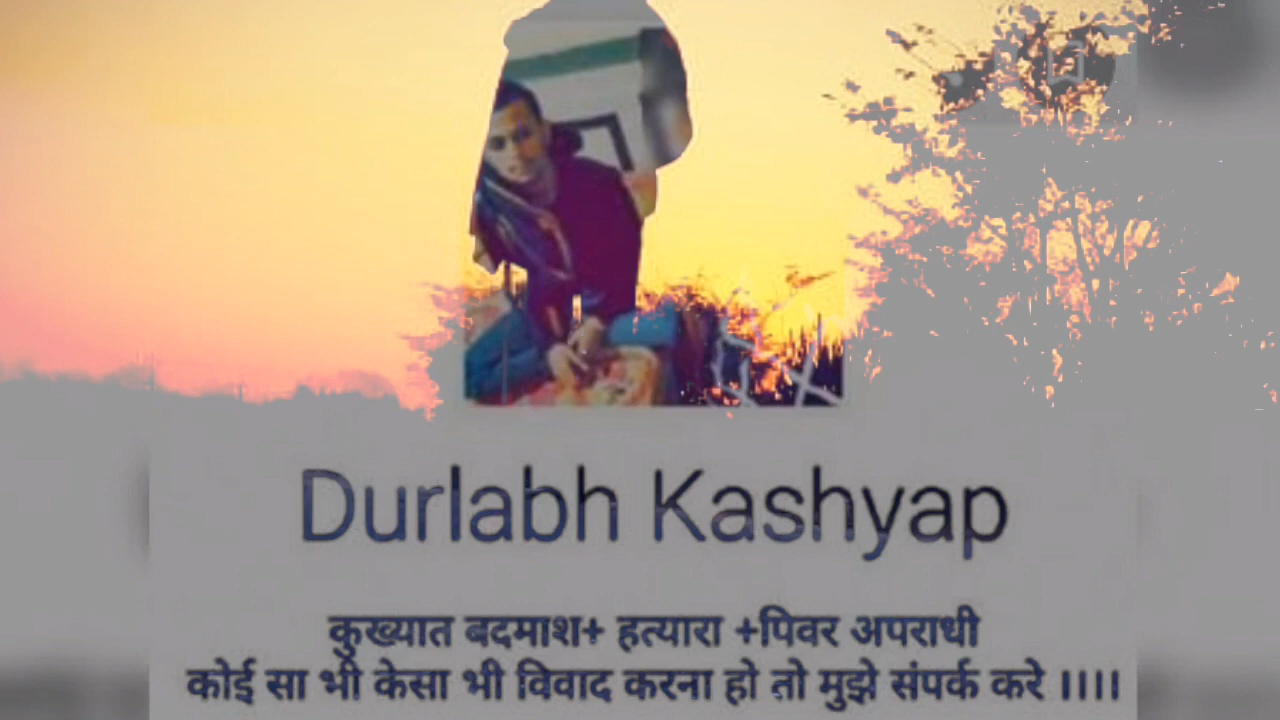 Durlabh Kashyap
कुख्यात बदमाश+ हत्यारा +पिवर अपराधी
कोई सा भी केसा भी विवाद करना हो तो मुझे संपर्क करे ।।।।